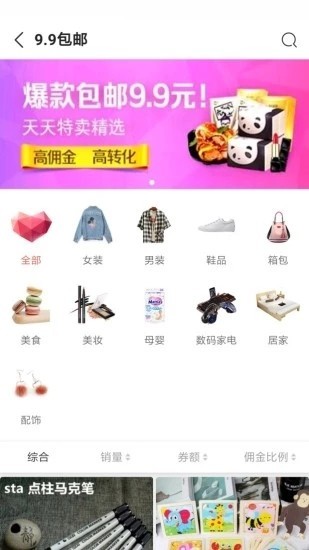 9.9包邮
爆款包邮9.9元!
天天特卖精选
高佣金 高转化
全部 女装 男装 鞋品 箱包
美食 美妆 母婴 数码家电 居家
配饰
综合 销量 券额 佣金比例
sta 点柱马克笔